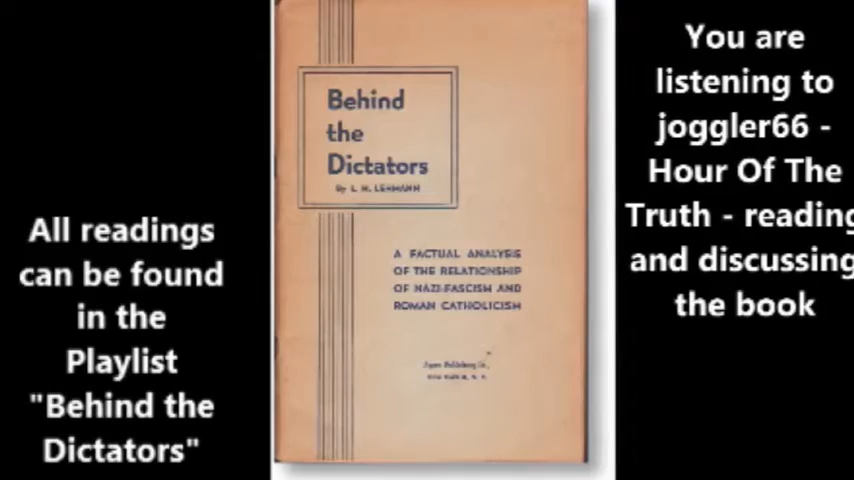 All readings
can be found
in the
Playlist
"Behind the
Dictators"
Behind
the
Dictators
By L. H. LEHMANN
A FACTUAL ANALYSIS
OF THE RELATIONSHIP
OF NAZI-FASCISM AND
ROMAN CATHOLICISM
You are
listening to
joggler66 -
Hour Of The
Truth - reading
and discussing
the book